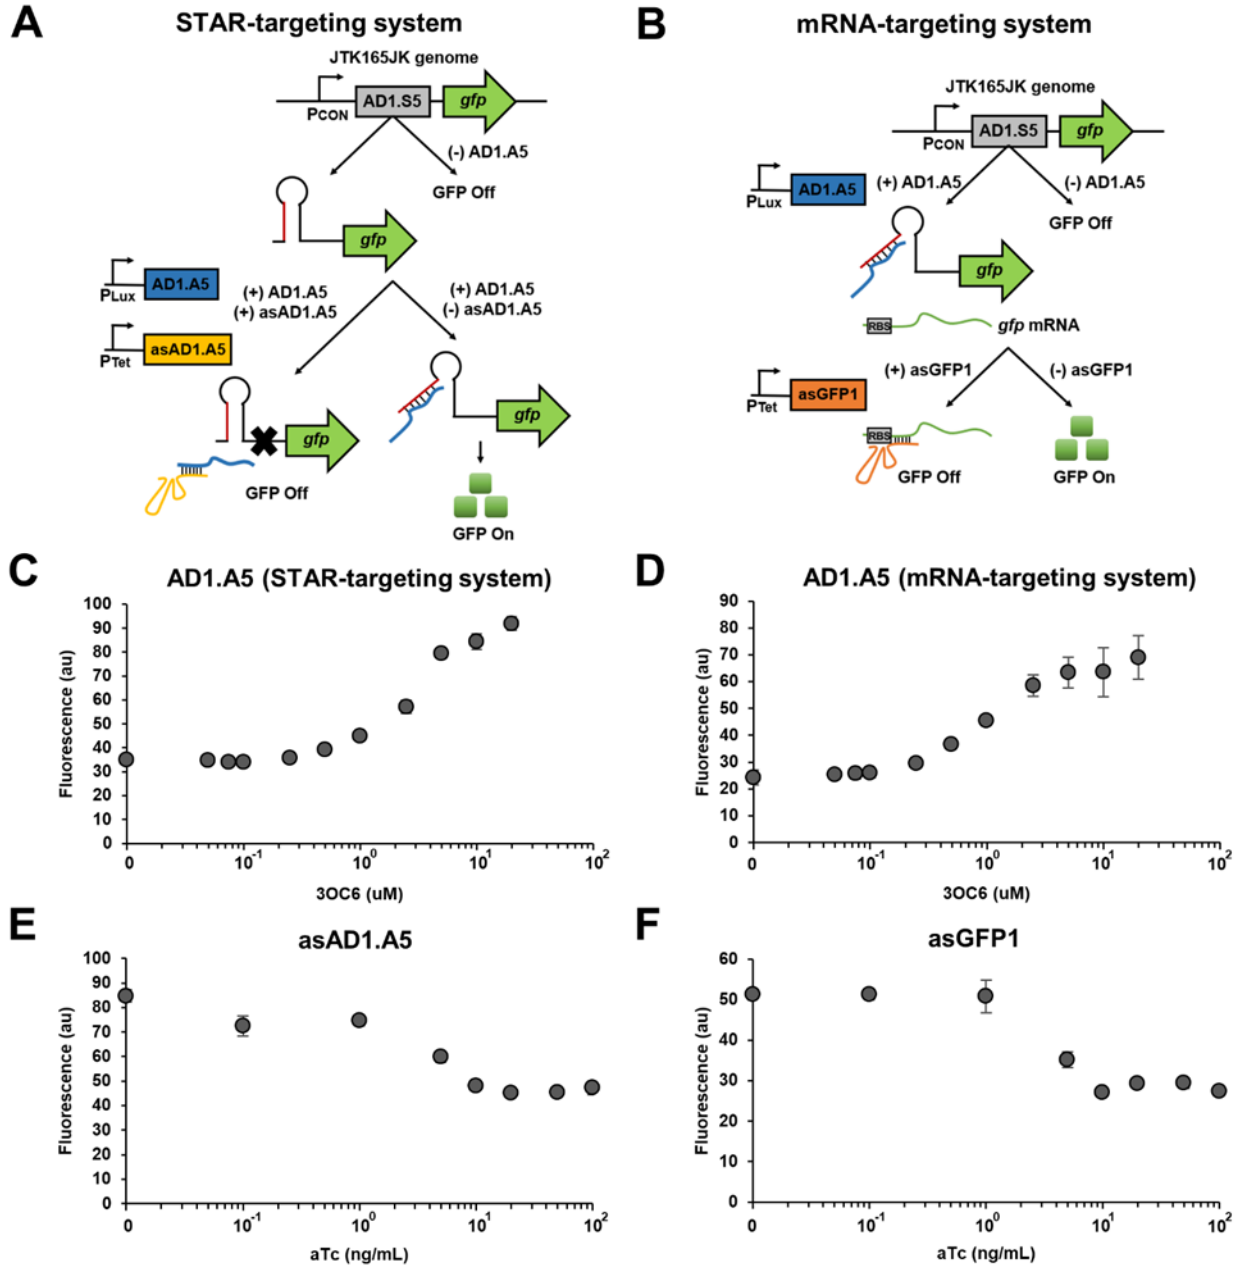 A
STAR-targeting system
JTK165JK genome
PCON
AD1.S5
gfp
(-) AD1.A5
GFP Off
gfp
PLux
AD1.A5
(+) AD1.A5
(+) asAD1.A5
(+) AD1.A5
(-) asAD1.A5
PTet
asAD1.A5
gfp
GFP Off
gfp
GFP On
B
mRNA-targeting system
JTK165JK genome
PCON
AD1.S5
gfp
PLux
AD1.A5
(+) AD1.A5
(-) AD1.A5
GFP Off
gfp
RBS
gfp mRNA
PTet
asGFP1
(+) asGFP1
(-) asGFP1
RBS
GFP Off
GFP On
C
AD1.A5 (STAR-targeting system)
Fluorescence (au)
100
90
80
70
60
50
40
30
20
10
0
0
10-1
100
101
102
3OC6 (uM)
D
AD1.A5 (mRNA-targeting system)
Fluorescence (au)
90
80
70
60
50
40
30
20
10
0
0
10-1
100
101
102
3OC6 (uM)
E
asAD1.A5
Fluorescence (au)
100
90
80
70
60
50
40
30
20
10
0
0
10-1
100
101
102
aTc (ng/mL)
F
asGFP1
Fluorescence (au)
60
50
40
30
20
10
0
0
10-1
100
101
102
aTc (ng/mL)